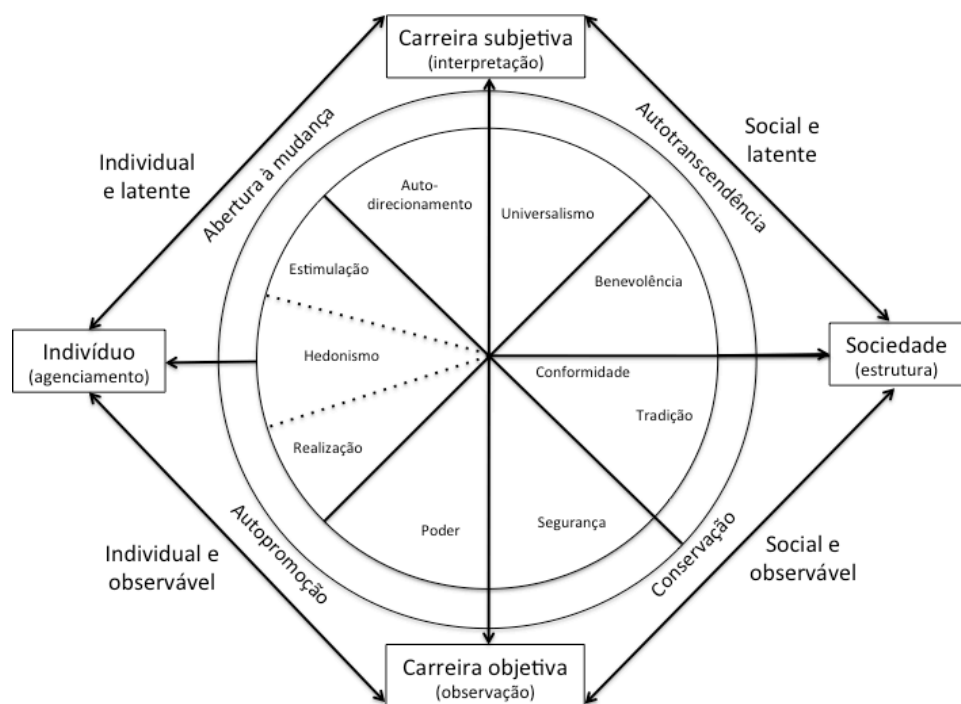 Carreira subjetiva
(interpretação)
Individual
e latente
Abertura à mudança
Autotranscendência
Social e
latente
Auto-
direcionamento
Universalismo
Estimulação
Benevolência
Indivíduo
(agenciamento)
Hedonismo
Conformidade
Sociedade
(estrutura)
Tradição
Realização
Poder
Segurança
Individual e
observável
Autopromoção
Conservação
Social e
observável
Carreira objetiva
(observação)